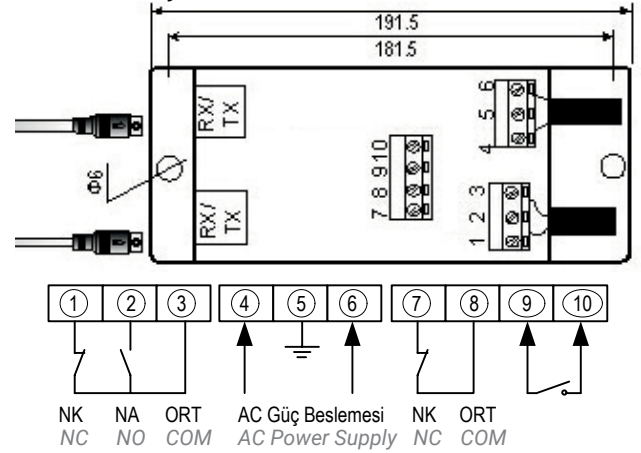 191.5
181.5
RX/
TX
RX/
TX
Φ6
6
5
4
7 8 9 10
1 2 3
1 2 3 4 5 6 7 8 9 10
NK NA ORT AC Güç Beslemesi NK ORT
NC NO COM AC Power Supply NC COM